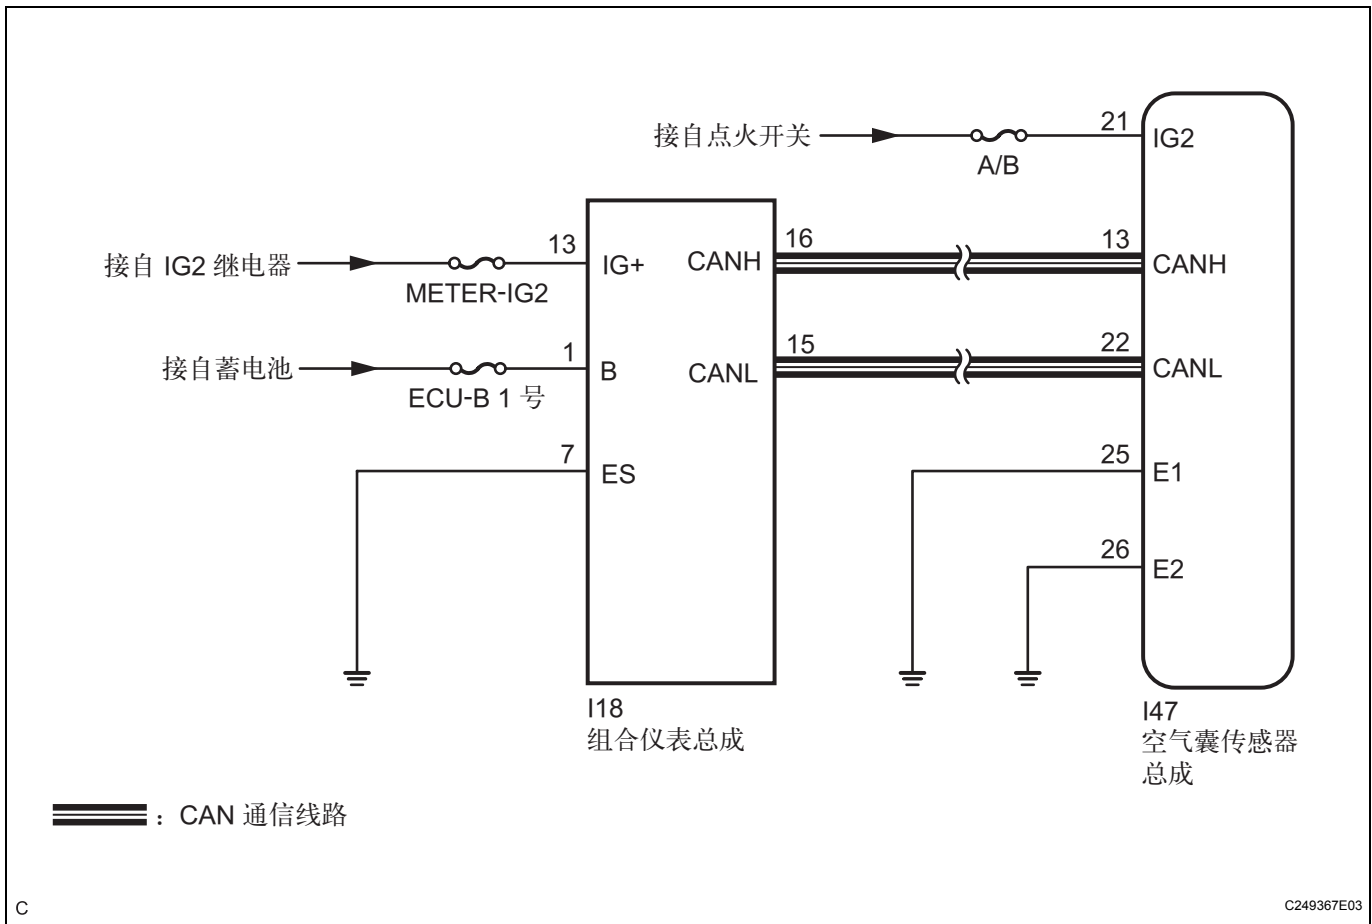 接自点火开关
A/B
21
IG2
接自 IG2 继电器
METER-IG2
13
IG+
CANH
16
13
CANH
接自蓄电池
ECU-B 1 号
1
B
CANL
15
22
CANL
7
ES
25
E1
26
E2
I18
组合仪表总成
I47
空气囊传感器
总成
：CAN 通信线路
C
C249367E03